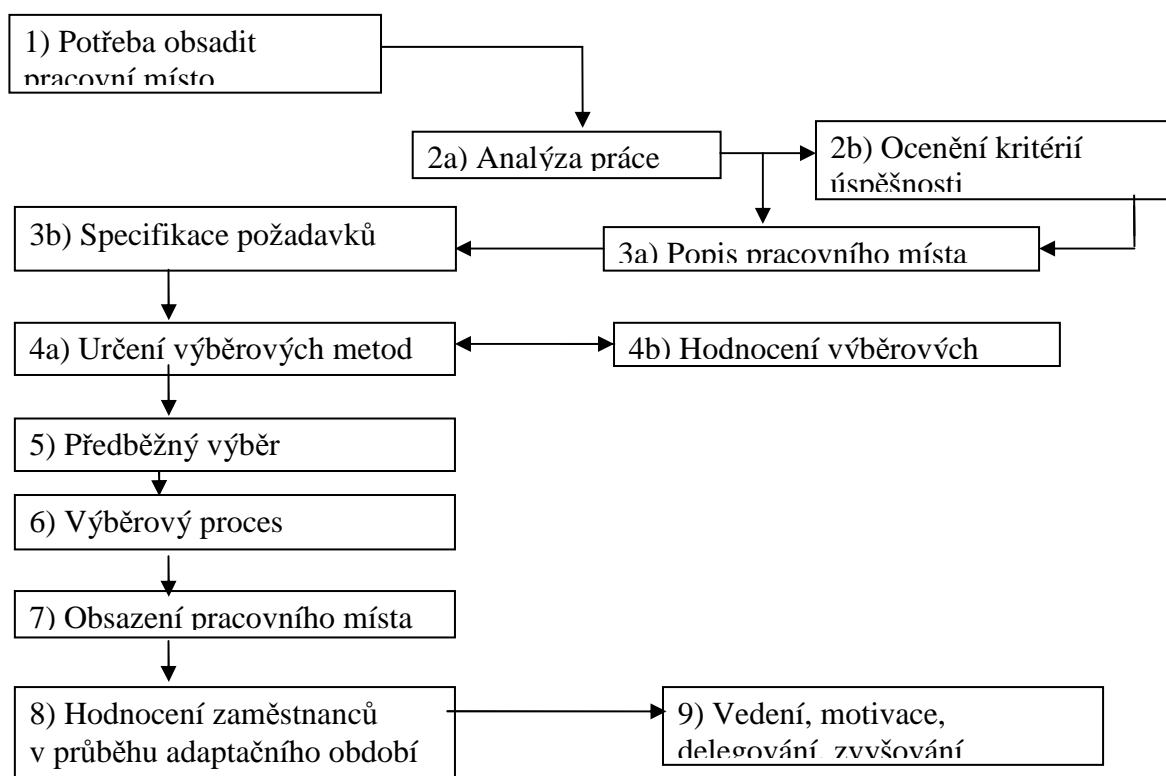 1) Potřeba obsadit
pracovní místo
2a) Analýza práce
2b) Ocenění kritérií
úspěšnosti
3b) Specifikace požadavků
3a) Popis pracovního místa
4a) Určení výběrových metod
4b) Hodnocení výběrových
5) Předběžný výběr
6) Výběrový proces
7) Obsazení pracovního místa
8) Hodnocení zaměstnanců
v průběhu adaptačního období
9) Vedení, motivace,
delegování, zvyšování